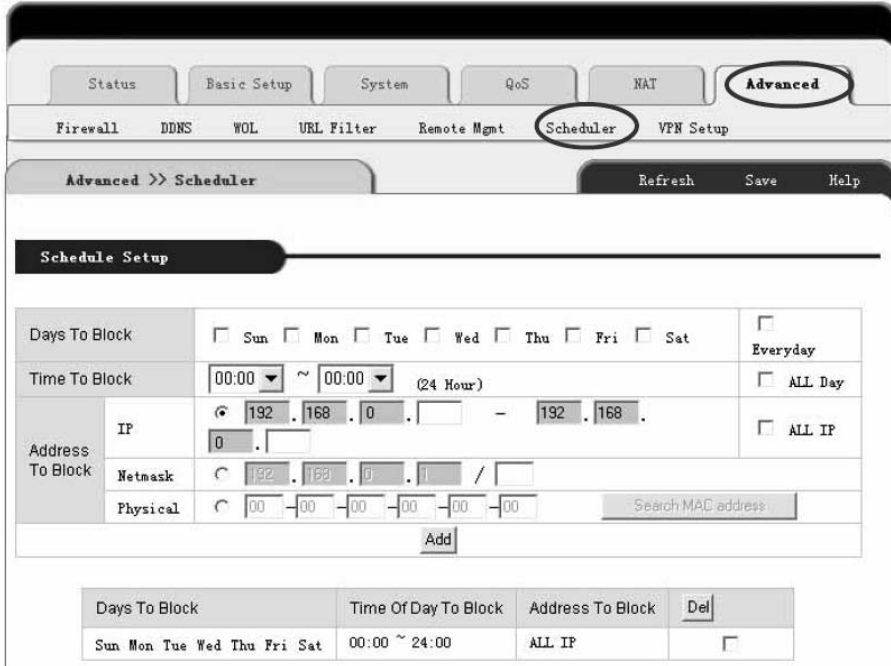 Status Basic Setup System QoS NAT Advanced
Firewall DDNS WOL URL Filter Remote Mgmt Scheduler VPN Setup
Advanced >> Scheduler Refresh Save Help
Schedule Setup
Days To Block Sun Mon Tue Wed Thu Fri Sat Everyday
Time To Block 00:00 ~ 00:00 (24 Hour) ALL Day
Address To Block
IP 192 . 168 . 0 . – 192 . 168 . 0 . ALL IP
Netmask 192 . 168 . 0 . 1 /
Physical 00 -00 -00 -00 -00 -00 Search MAC address
Add
Days To Block Time Of Day To Block Address To Block Del
Sun Mon Tue Wed Thu Fri Sat 00:00 ~ 24:00 ALL IP